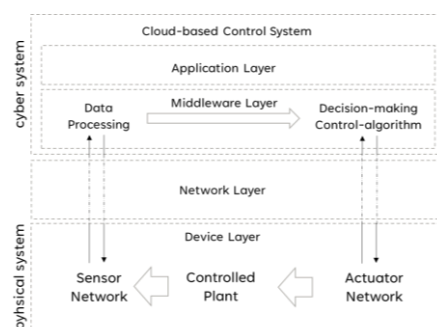 Cloud-based Control System
Application Layer
Middleware Layer
Data
Processing
Decision-making
Control-algorithm
cyber system
Network Layer
Device Layer
Sensor
Network
Controlled
Plant
Actuator
Network
pyhsical system